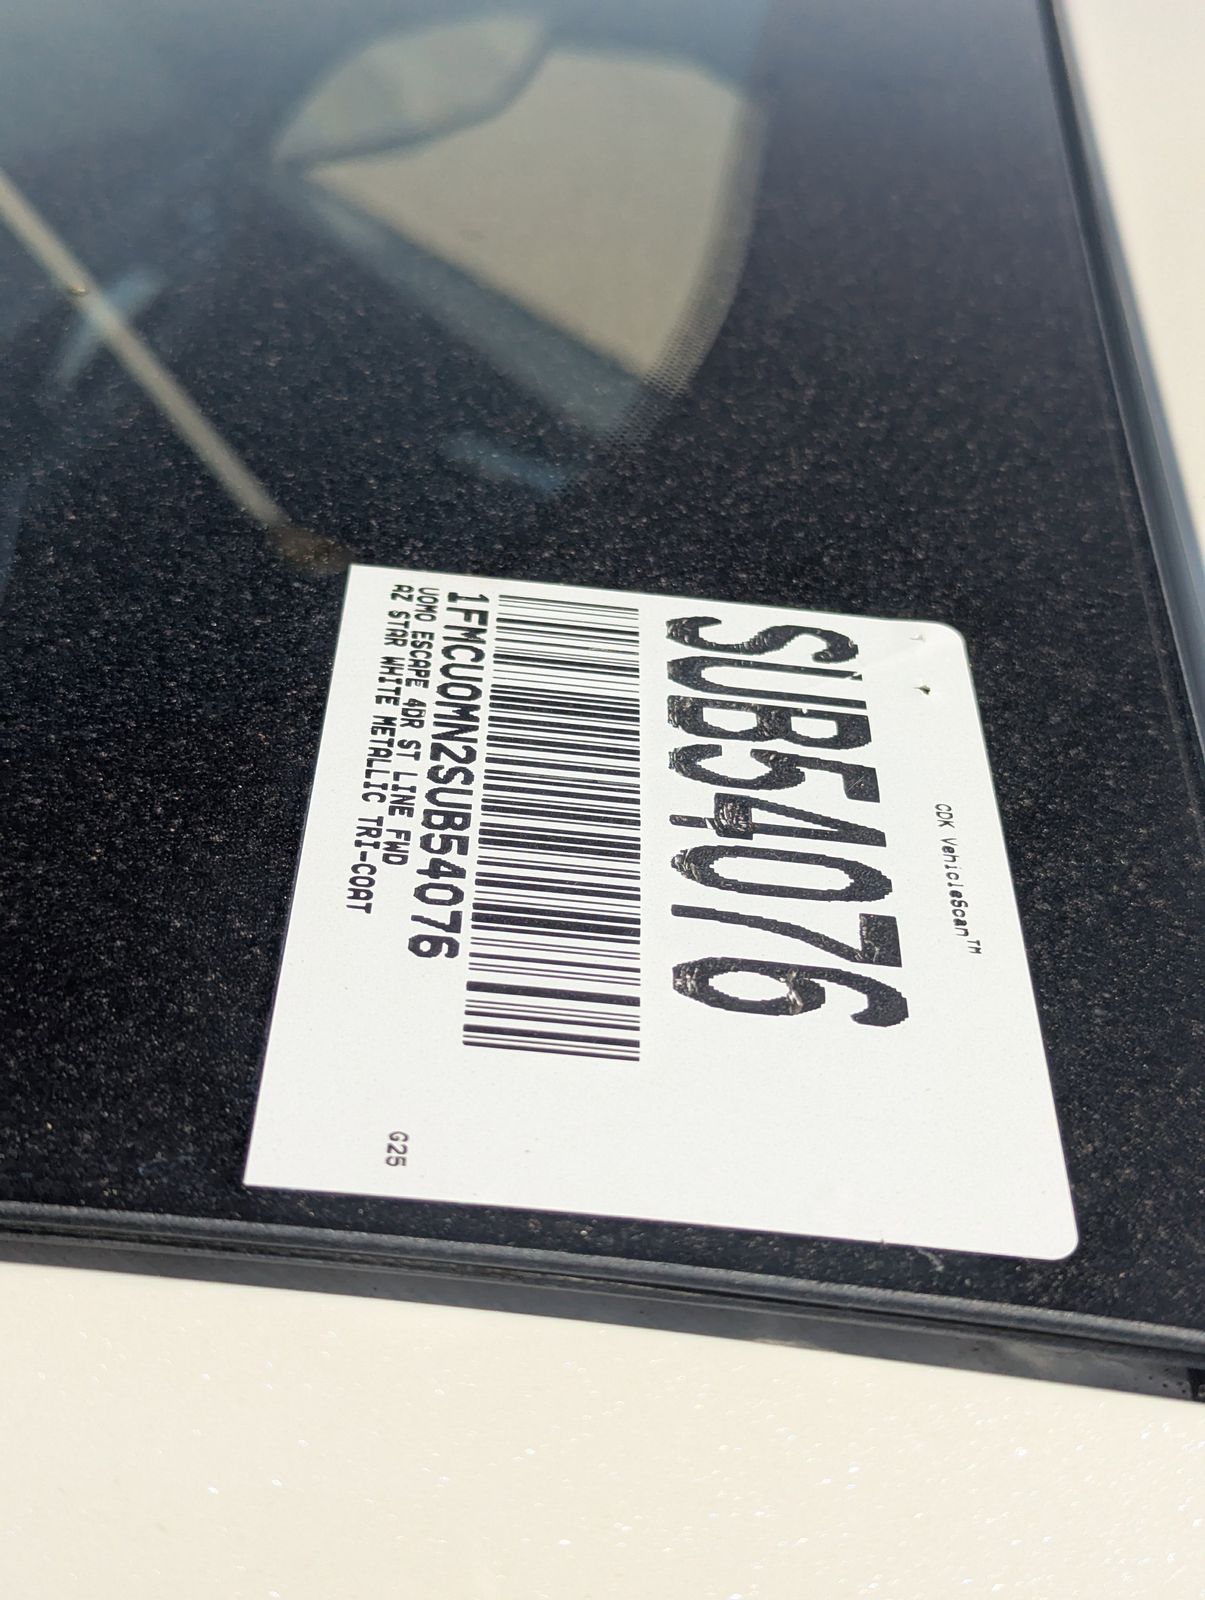 CDK VehicleScan™
SUB54076
1FMCU0MN2SUB54076
U0M0 ESCAPE 4DR ST LINE FWD
AZ STAR WHITE METALLIC TRI-COAT
G25